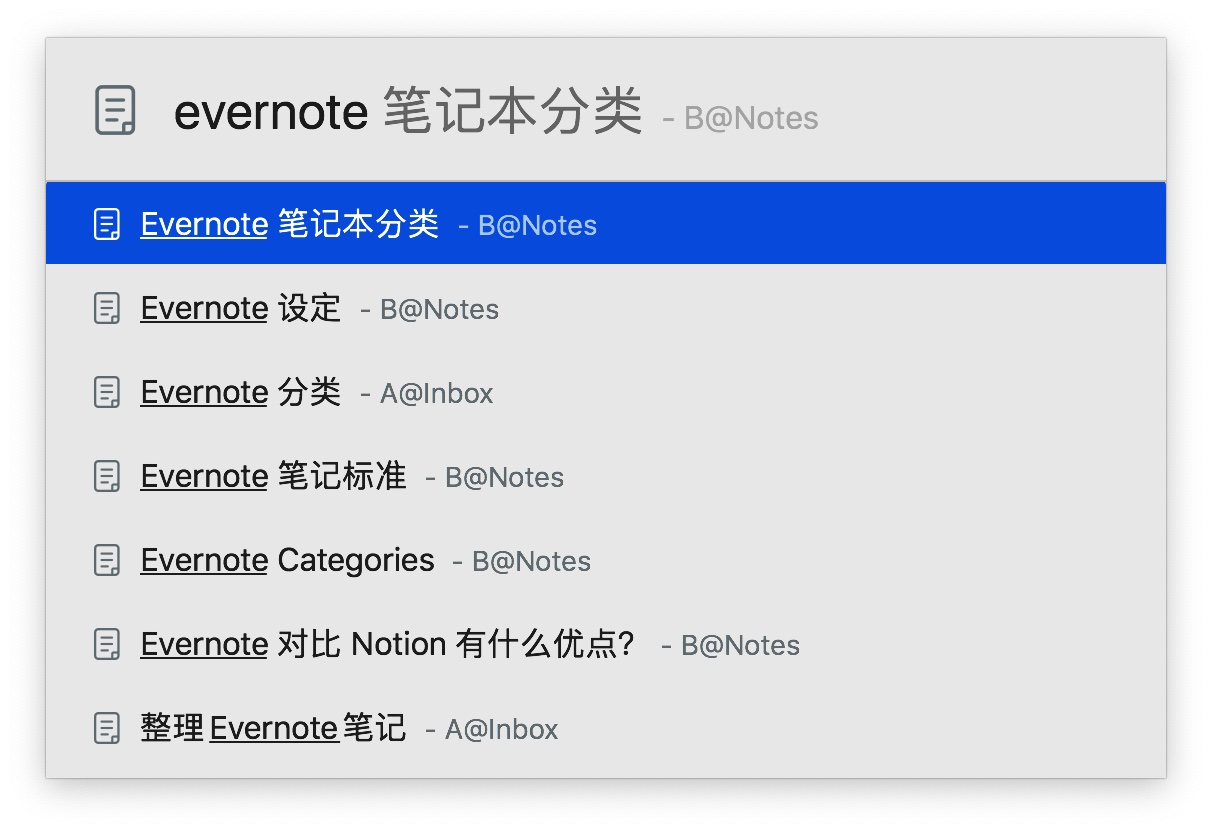 evernote 笔记本分类 - B@Notes
Evernote 笔记本分类 - B@Notes
Evernote 设定 - B@Notes
Evernote 分类 - A@Inbox
Evernote 笔记标准 - B@Notes
Evernote Categories - B@Notes
Evernote 对比 Notion 有什么优点？ - B@Notes
整理Evernote笔记 - A@Inbox